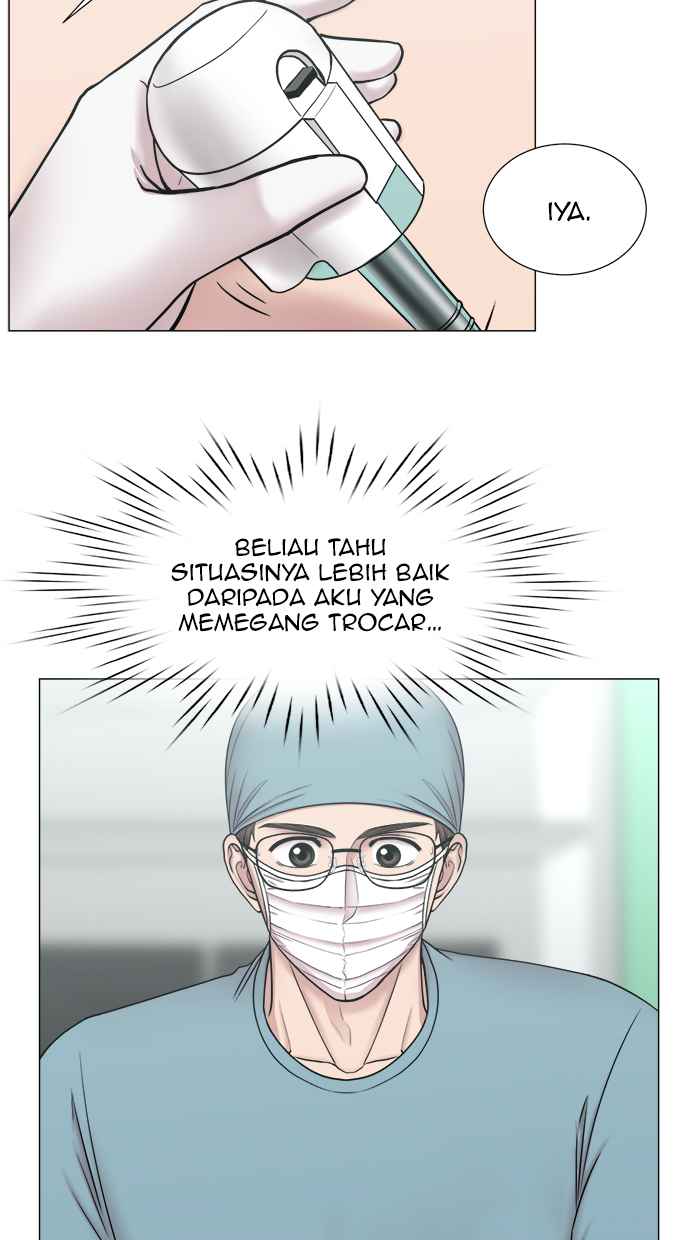 IYA.
BELIAU TAHU
SITUASINYA LEBIH BAIK
DARIPADA AKU YANG
MEMEGANG TROCAR...